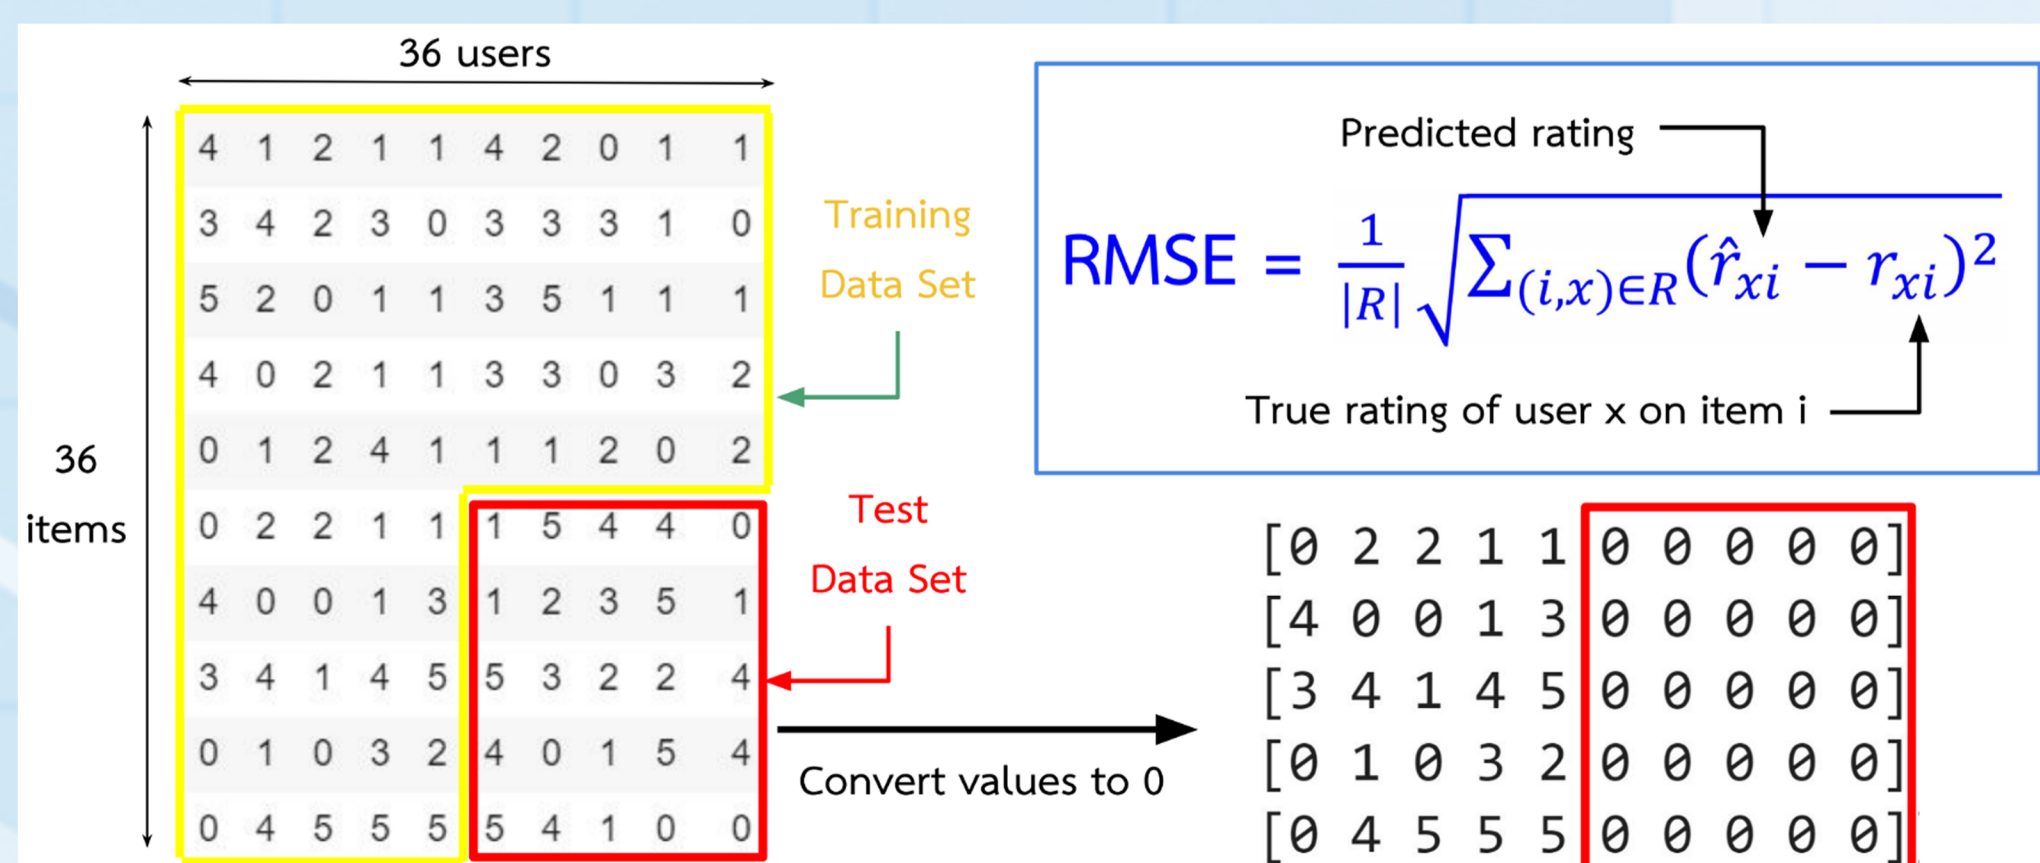 36 users
36
items
4 1 2 1 1 4 2 0 1 1
3 4 2 3 0 3 3 3 1 0
5 2 0 1 1 3 5 1 1 1
4 0 2 1 1 3 3 0 3 2
0 1 2 4 1 1 1 2 0 2
0 2 2 1 1 1 5 4 4 0
4 0 0 1 3 1 2 3 5 1
3 4 1 4 5 5 3 2 2 4
0 1 0 3 2 4 0 1 5 4
0 4 5 5 5 5 4 1 0 0
Training
Data Set
Test
Data Set
Convert values to 0
Predicted rating
RMSE = 1/|R| √∑(i,x)∈R(r̂xi − rxi)²
True rating of user x on item i
[0 2 2 1 1 0 0 0 0 0]
[4 0 0 1 3 0 0 0 0 0]
[3 4 1 4 5 0 0 0 0 0]
[0 1 0 3 2 0 0 0 0 0]
[0 4 5 5 5 0 0 0 0 0]